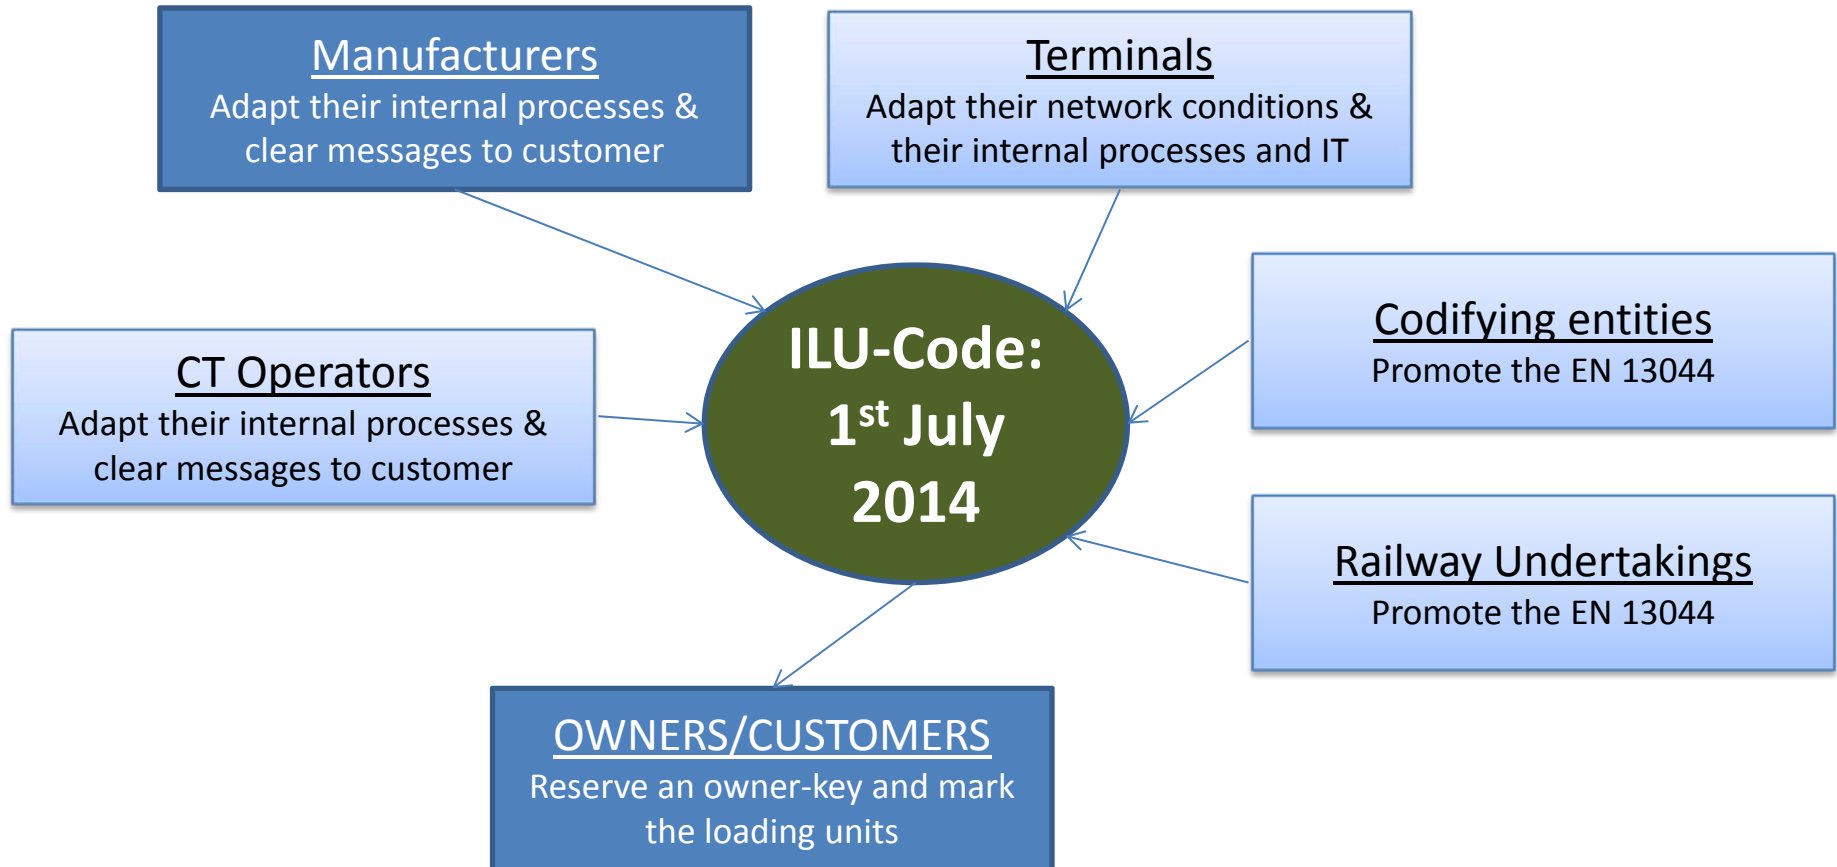 Manufacturers
Adapt their internal processes &
clear messages to customer
Terminals
Adapt their network conditions &
their internal processes and IT
CT Operators
Adapt their internal processes &
clear messages to customer
ILU-Code:
1st July
2014
Codifying entities
Promote the EN 13044
Railway Undertakings
Promote the EN 13044
OWNERS/CUSTOMERS
Reserve an owner-key and mark
the loading units